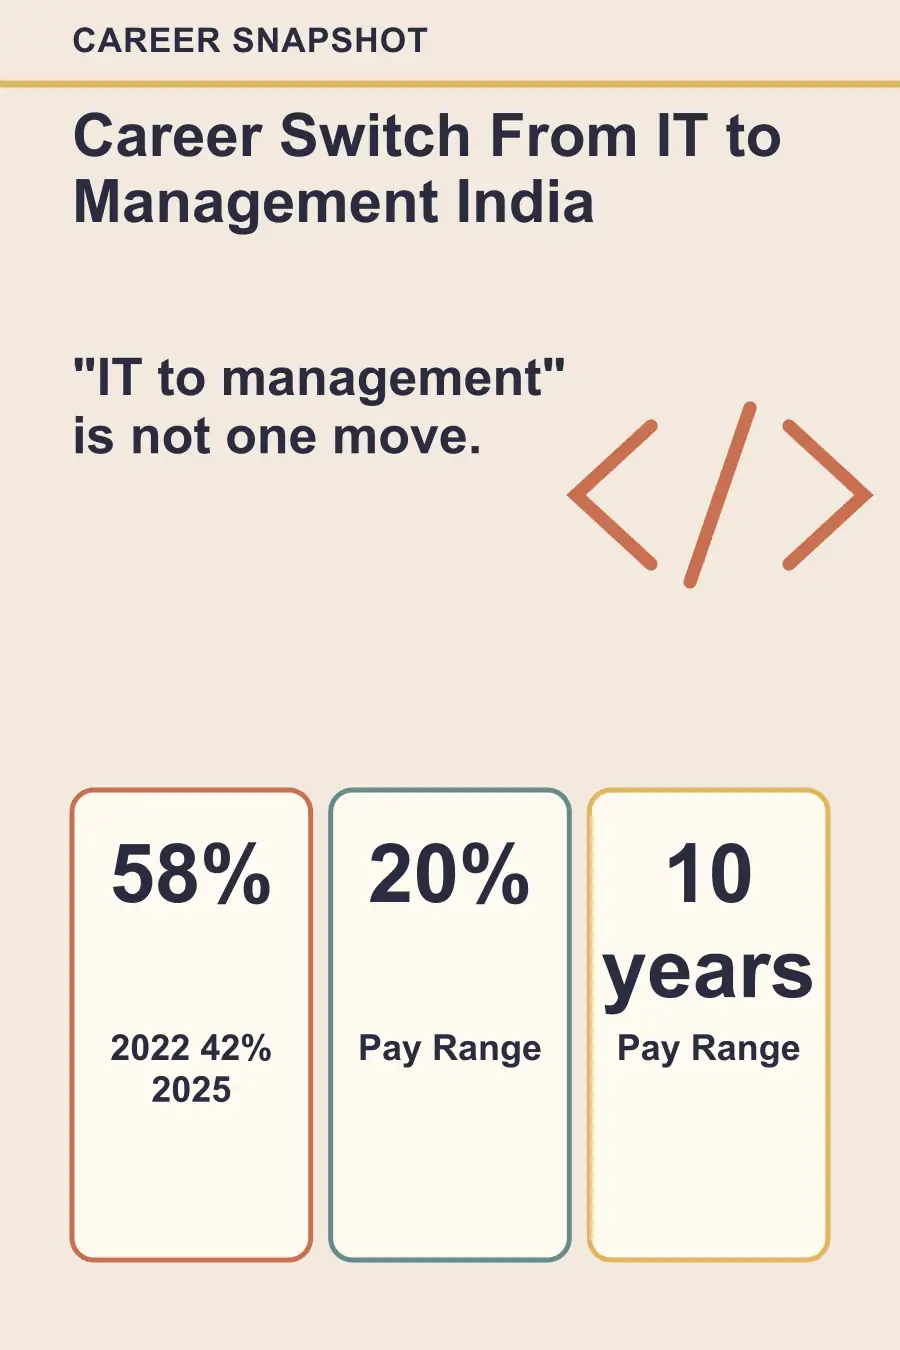 CAREER SNAPSHOT
Career Switch From IT to
Management India
"IT to management"
is not one move.
58%
2022 42%
2025
20%
Pay Range
10
years
Pay Range